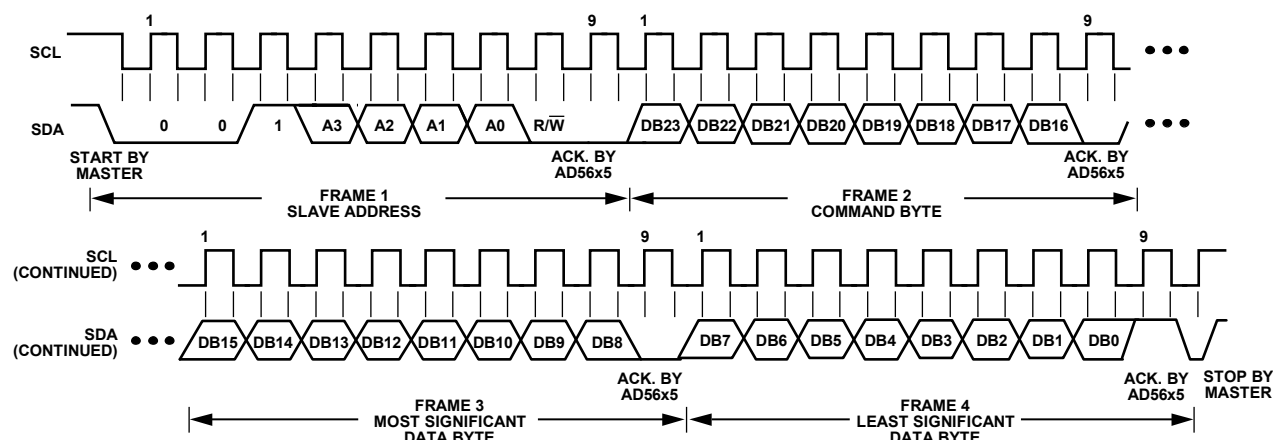 1 9 1 9
SCL
SDA 0 0 1 A3 A2 A1 A0 R/W̅ DB23 DB22 DB21 DB20 DB19 DB18 DB17 DB16
START BY
MASTER
ACK. BY
AD56x5
ACK. BY
AD56x5
FRAME 1
SLAVE ADDRESS
FRAME 2
COMMAND BYTE
1 9 1 9
SCL
(CONTINUED)
SDA
(CONTINUED)
DB15 DB14 DB13 DB12 DB11 DB10 DB9 DB8 DB7 DB6 DB5 DB4 DB3 DB2 DB1 DB0
ACK. BY
AD56x5
ACK. BY
AD56x5
STOP BY
MASTER
FRAME 3
MOST SIGNIFICANT
DATA BYTE
FRAME 4
LEAST SIGNIFICANT
DATA BYTE